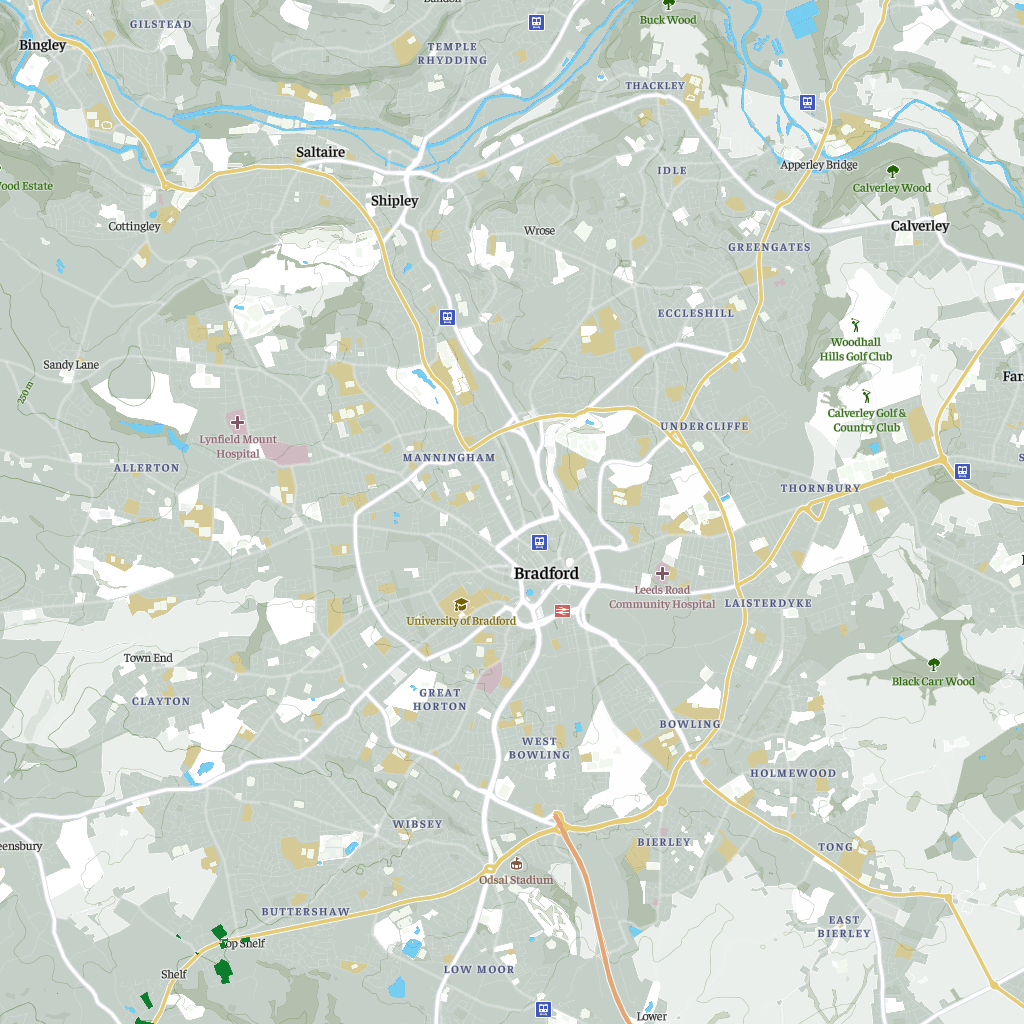 GILSTEAD
Bingley
TEMPLE
RHYDDING
Buck Wood
THACKLEY
Saltaire
Apperley Bridge
IDLE
Wood Estate
Calverley Wood
Shipley
Cottingley
Wrose
Calverley
GREENGATES
ECCLESHILL
Woodhall
Hills Golf Club
Sandy Lane
250 m
Calverley Golf &
Country Club
UNDERCLIFFE
Lynfield Mount
Hospital
MANNINGHAM
ALLERTON
THORNBURY
Bradford
Leeds Road
Community Hospital
LAISTERDYKE
University of Bradford
Town End
Black Carr Wood
CLAYTON
GREAT
HORTON
BOWLING
WEST
BOWLING
HOLMEWOOD
WIBSEY
BIERLEY
TONG
Odsal Stadium
BUTTERSHAW
EAST
BIERLEY
Top Shelf
Shelf
LOW MOOR
Lower